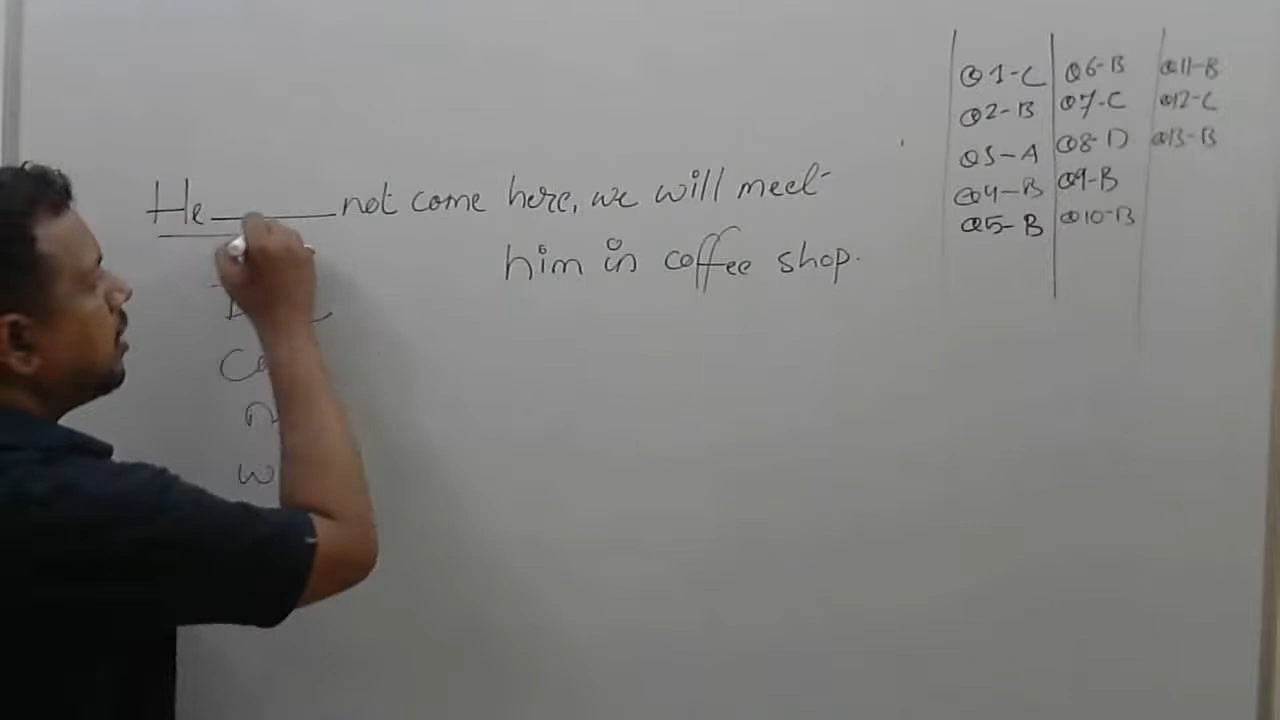 He ______ not come here, we will meet
him in coffee shop.
Q1-C
Q2-B
Q3-A
Q4-B
Q5-B
Q6-B
Q7-C
Q8-D
Q9-B
Q10-B
Q11-B
Q12-C
Q13-B